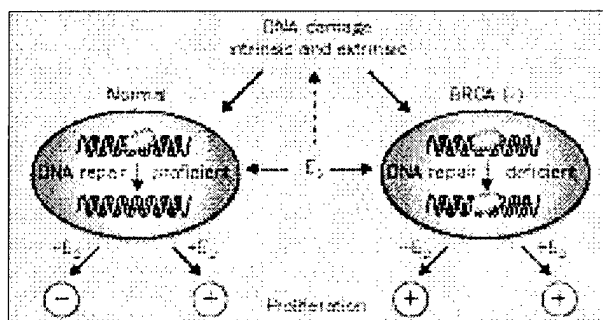 DNA damage
intrinsic and extrinsic
Normal
BRCA (-)
DNA repair proficient
E2
DNA repair deficient
Proliferation